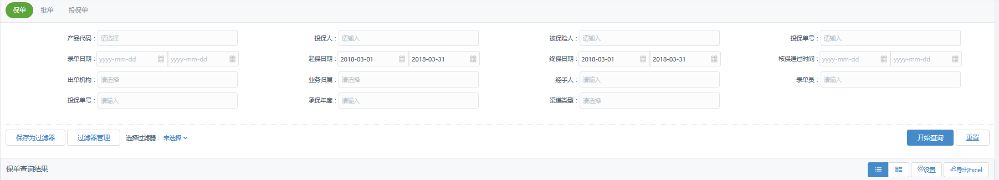 保单 批单 投保单
产品代码： 请选择 投保人： 请输入 被保险人： 请输入 投保单号： 请输入
录单日期： yyyy-mm-dd yyyy-mm-dd 起保日期： 2018-03-01 2018-03-31 终保日期： 2018-03-01 2018-03-31 核保通过时间： yyyy-mm-dd yyyy-mm-dd
出单机构： 请选择 业务归属： 请选择 经手人： 请输入 录单员： 请输入
投保单号： 请输入 承保年度： 请输入 渠道类型： 请选择
保存为过滤器 过滤器管理 选择过滤器： 未选择 开始查询 重置
保单查询结果 设置 导出Excel